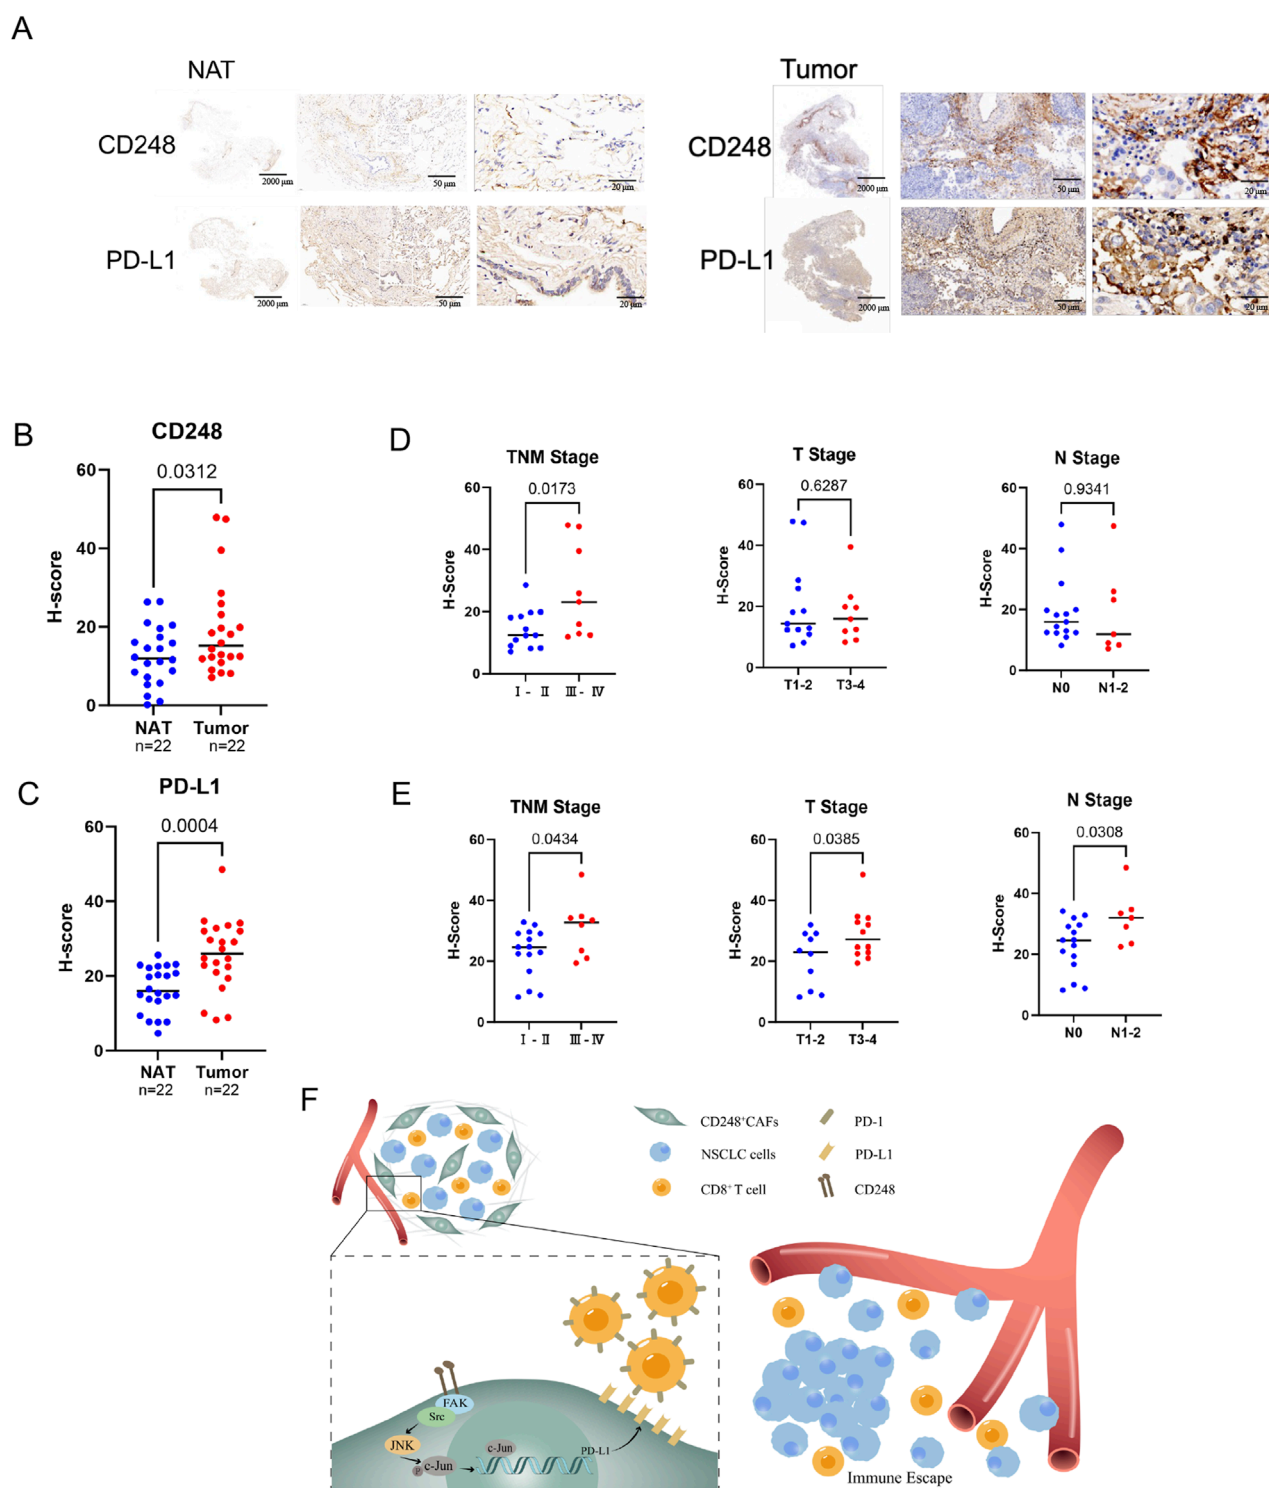 A
NAT
Tumor
CD248
2000 μm
50 μm
20 μm
CD248
2000 μm
50 μm
20 μm
PD-L1
2000 μm
50 μm
20 μm
PD-L1
2000 μm
50 μm
20 μm
B
CD248
0.0312
H-score
60
40
20
0
NAT
Tumor
n=22
n=22
D
TNM Stage
0.0173
H-Score
60
40
20
0
Ⅰ - Ⅱ
Ⅲ - Ⅳ
T Stage
0.6287
H-Score
60
40
20
0
T1-2
T3-4
N Stage
0.9341
H-Score
60
40
20
0
N0
N1-2
C
PD-L1
0.0004
H-score
60
40
20
0
NAT
Tumor
n=22
n=22
E
TNM Stage
0.0434
H-Score
60
40
20
0
Ⅰ - Ⅱ
Ⅲ - Ⅳ
T Stage
0.0385
H-Score
60
40
20
0
T1-2
T3-4
N Stage
0.0308
H-Score
60
40
20
0
N0
N1-2
F
CD248⁺CAFs
PD-1
NSCLC cells
PD-L1
CD8⁺ T cell
CD248
FAK
Src
JNK
P
c-Jun
c-Jun
PD-L1
Immune Escape